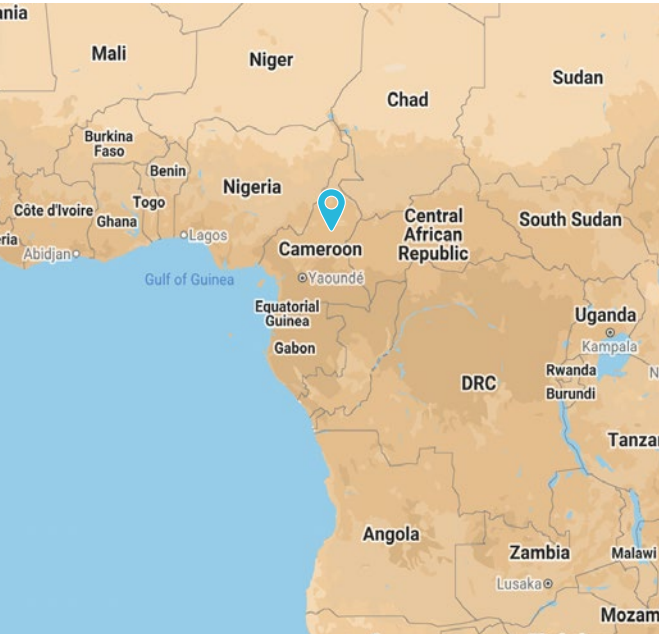 ania
Mali
Niger
Chad
Sudan
Burkina
Faso
Benin
Nigeria
Togo
Côte d'Ivoire
Ghana
eria
Abidjan
Lagos
Cameroon
Central
African
Republic
South Sudan
Gulf of Guinea
Yaoundé
Equatorial
Guinea
Gabon
Uganda
Kampala
Rwanda
N
Burundi
DRC
Tanza
Angola
Zambia
Malawi
Lusaka
Mozam